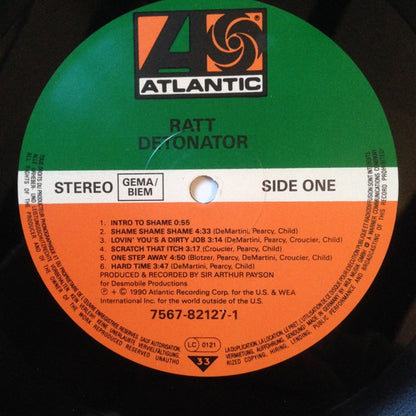 ATLANTIC
RATT
DETONATOR
STEREO GEMA/ BIEM SIDE ONE
1. INTRO TO SHAME 0:55
2. SHAME SHAME SHAME 4:33 (DeMartini, Pearcy, Child)
3. LOVIN' YOU'S A DIRTY JOB 3:14 (DeMartini, Pearcy, Croucier, Child)
4. SCRATCH THAT ITCH 3:17 (Croucier, Child)
5. ONE STEP AWAY 4:50 (Blotzer, Pearcy, DeMartini, Croucier, Child)
6. HARD TIME 3:47 (DeMartini, Pearcy, Child)
PRODUCED & RECORDED BY SIR ARTHUR PAYSON
for Desmobile Productions
Ⓟ + © 1990 Atlantic Recording Corp. for the U.S. & WEA
International Inc. for the world outside of the U.S.
7567-82127-1
LC 0121
33